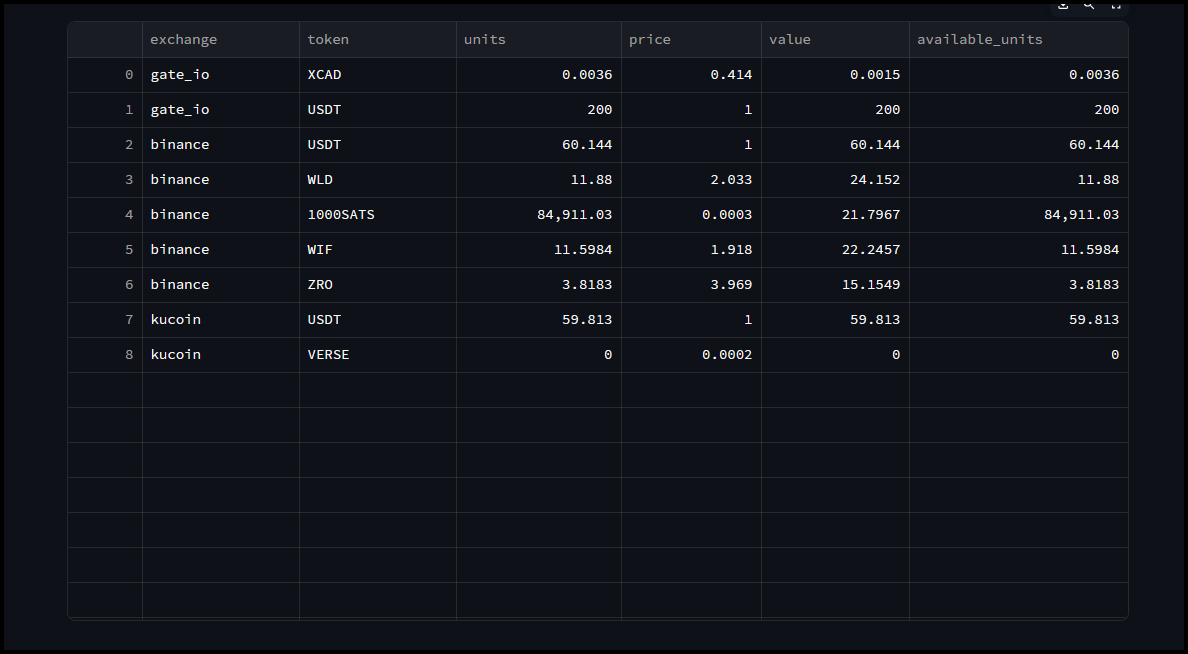 exchange token units price value available_units
0 gate_io XCAD 0.0036 0.414 0.0015 0.0036
1 gate_io USDT 200 1 200 200
2 binance USDT 60.144 1 60.144 60.144
3 binance WLD 11.88 2.033 24.152 11.88
4 binance 1000SATS 84,911.03 0.0003 21.7967 84,911.03
5 binance WIF 11.5984 1.918 22.2457 11.5984
6 binance ZRO 3.8183 3.969 15.1549 3.8183
7 kucoin USDT 59.813 1 59.813 59.813
8 kucoin VERSE 0 0.0002 0 0